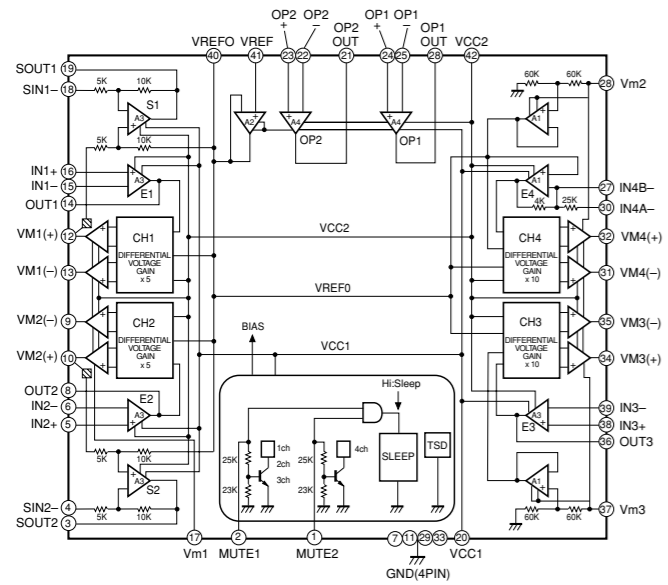 OP2 + OP2 − OP2 OUT OP1 + OP1 − OP1 OUT
VREFO VREF VCC2
40 41 23 22 21 24 25 28 42
SOUT1 19
SIN1− 18
5K 10K
S1
A3
5K 10K
IN1+ 16
IN1− 15
OUT1 14
A3
E1
VM1(+) 12
VM1(−) 13
CH1
DIFFERENTIAL
VOLTAGE
GAIN
x 5
VM2(−) 9
VM2(+) 10
CH2
DIFFERENTIAL
VOLTAGE
GAIN
x 5
OUT2 8
IN2− 6
IN2+ 5
E2
A3
5K 10K
A3
S2
SIN2− 4
SOUT2 3
5K 10K
A2
A4
OP2
A4
OP1
VCC2
VREF0
VCC1
BIAS
Hi:Sleep
1ch
2ch
3ch
4ch
25K
23K
25K
23K
SLEEP
TSD
60K 60K
28 Vm2
A1
A1
E4
27 IN4B−
4K 25K
30 IN4A−
CH4
DIFFERENTIAL
VOLTAGE
GAIN
x 10
32 VM4(+)
31 VM4(−)
CH3
DIFFERENTIAL
VOLTAGE
GAIN
x 10
35 VM3(−)
34 VM3(+)
A3
E3
39 IN3−
38 IN3+
36 OUT3
A1
60K 60K
37 Vm3
17 2 1 7 11 29 33 20
Vm1 MUTE1 MUTE2 VCC1
GND(4PIN)